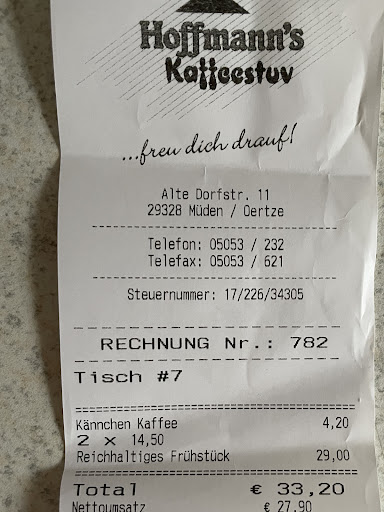 Hoffmann's
Kaffeestuv
...freu dich drauf!
Alte Dorfstr. 11
29328 Müden / Oertze
Telefon: 05053 / 232
Telefax: 05053 / 621
Steuernummer: 17/226/34305
RECHNUNG Nr.: 782
Tisch #7
Kännchen Kaffee 4,20
2 x 14,50
Reichhaltiges Frühstück 29,00
Total € 33,20
Nettoumsatz € 27,90